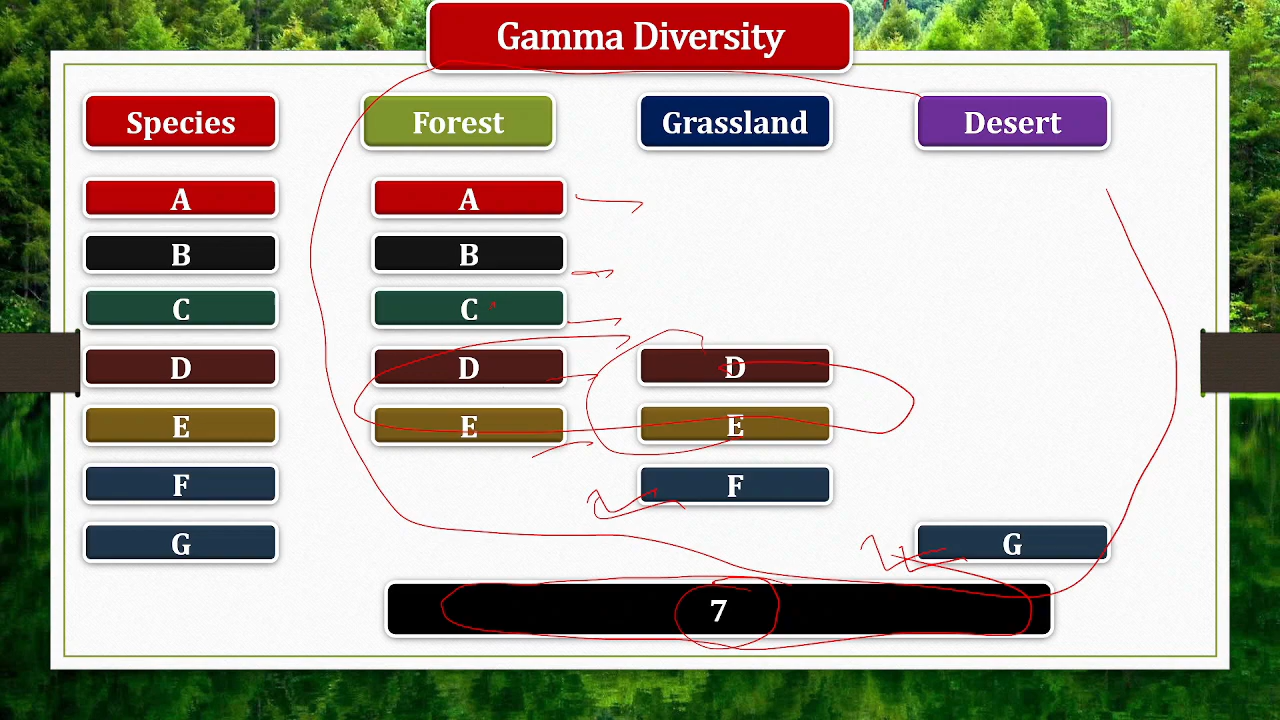 Gamma Diversity
Species Forest Grassland Desert
A A
B B
C C
D D D
E E E
F F
G G
7